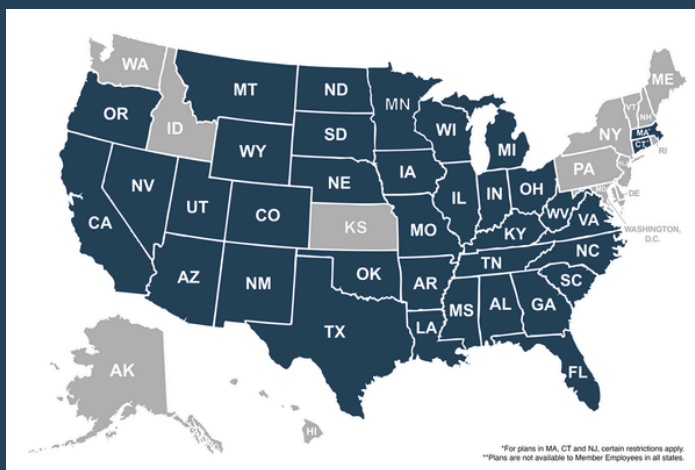 WA
ME
MT
ND
MN
VT
NH
OR
ID
WI
NY
MA
SD
MI
CT
RI
WY
PA
IA
NE
NV
OH
DE
IL
IN
MD
UT
CO
WV
CA
KS
MO
VA
WASHINGTON,
D.C.
KY
NC
TN
OK
AZ
NM
AR
SC
MS
AL
GA
TX
LA
FL
AK
HI
*For plans in MA, CT and NJ, certain restrictions apply.
**Plans are not available to Member Employees in all states.